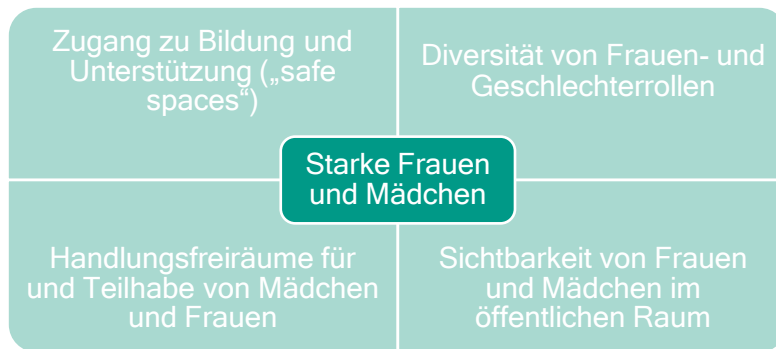 Zugang zu Bildung und
Unterstützung („safe
spaces“)
Diversität von Frauen- und
Geschlechterrollen
Starke Frauen
und Mädchen
Handlungsfreiräume für
und Teilhabe von Mädchen
und Frauen
Sichtbarkeit von Frauen
und Mädchen im
öffentlichen Raum